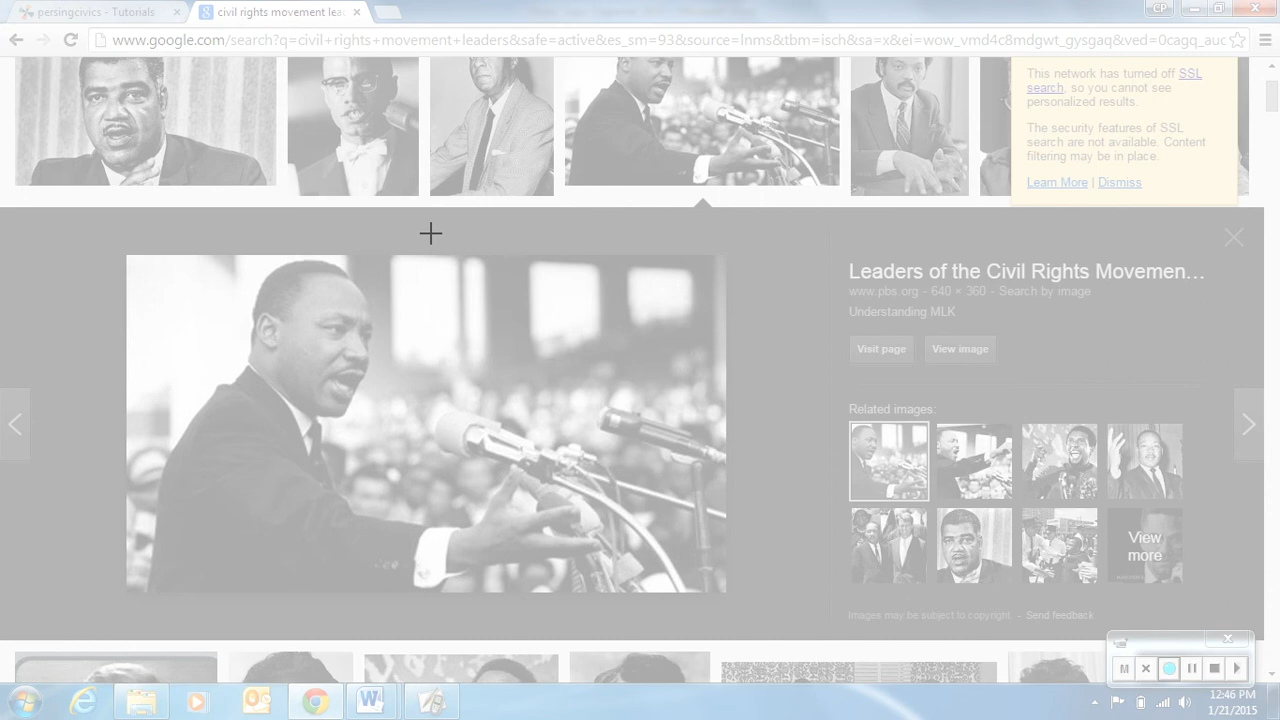 persingcivics - Tutorials
civil rights movement lea
CP
www.google.com/search?q=civil+rights+movement+leaders&safe=active&es_sm=93&source=lnms&tbm=isch&sa=x&ei=wow_vmd4c8mdgwt_gysgaq&ved=0cagq_auc
This network has turned off SSL
search, so you cannot see
personalized results.
The security features of SSL
search are not available. Content
filtering may be in place.
Learn More | Dismiss
Leaders of the Civil Rights Movemen...
www.pbs.org - 640 × 360 - Search by image
Understanding MLK
Visit page View image
Related images:
View
more
Images may be subject to copyright. - Send feedback
M
12:46 PM
1/21/2015